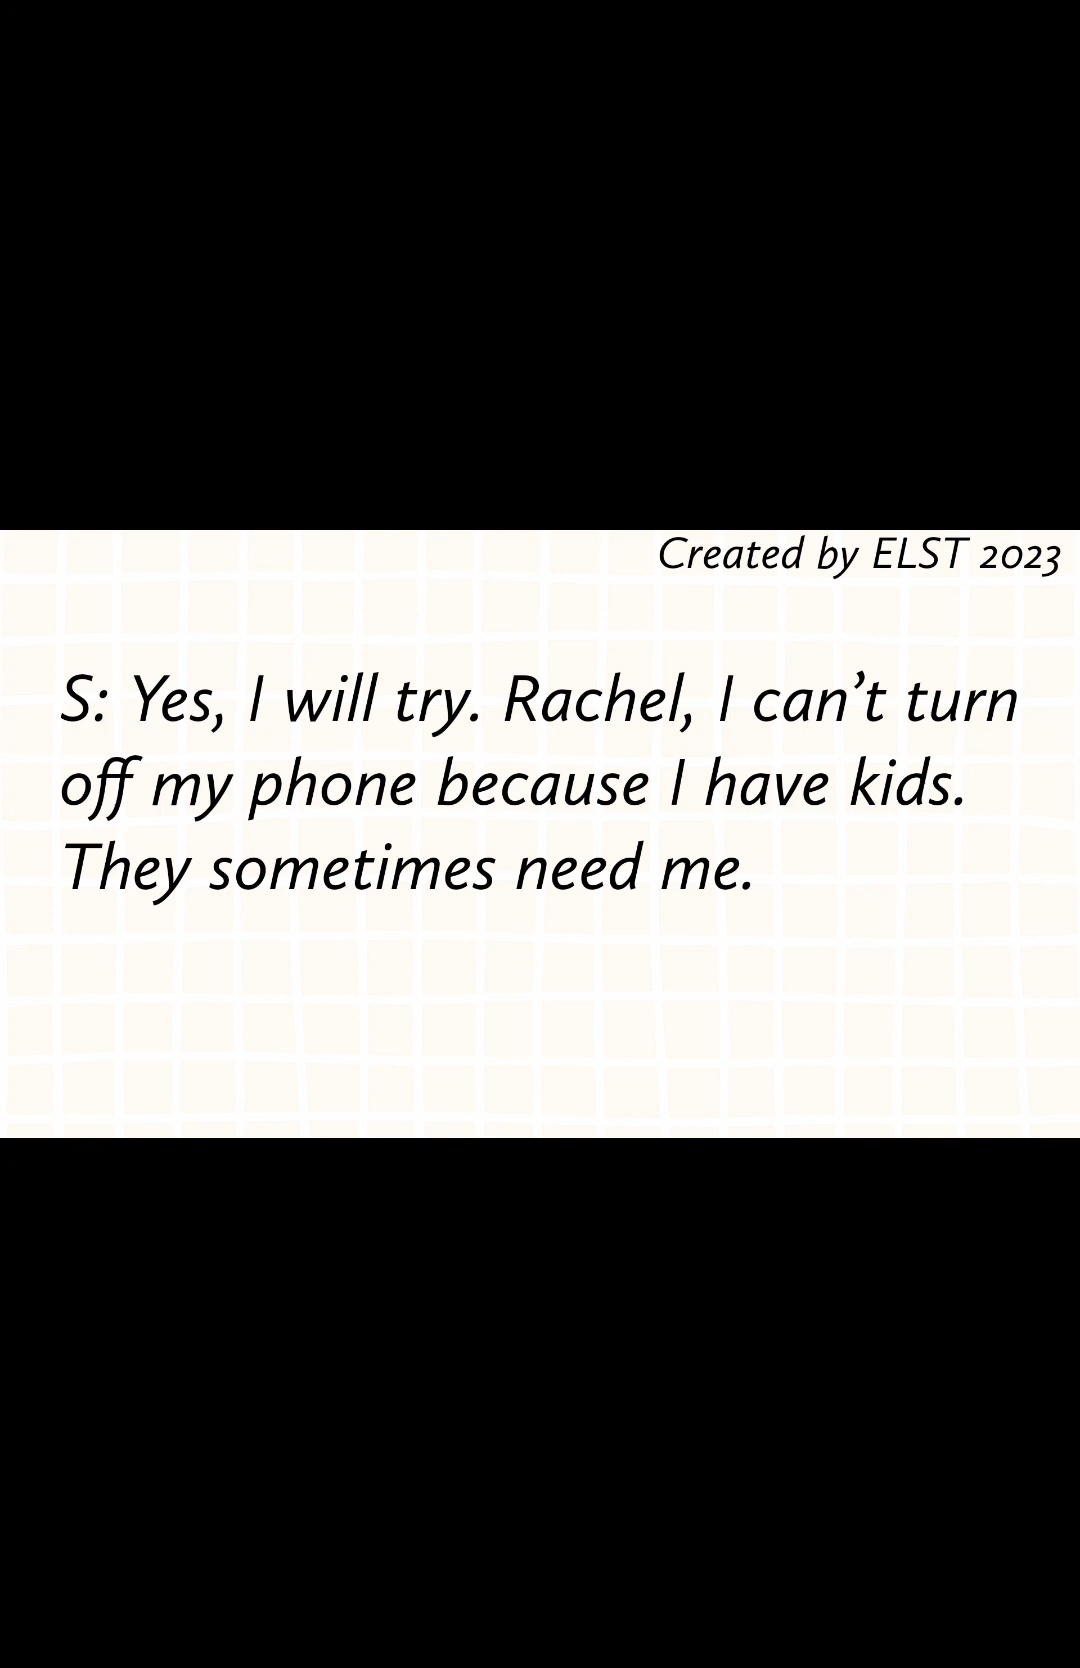 Created by ELST 2023
S: Yes, I will try. Rachel, I can’t turn
off my phone because I have kids.
They sometimes need me.